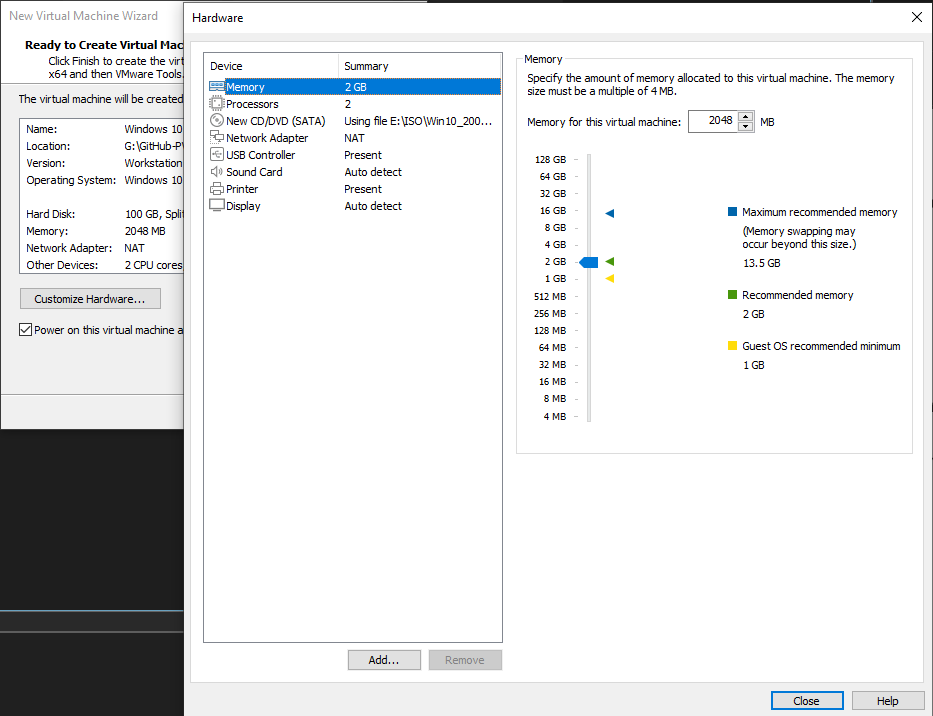 New Virtual Machine Wizard
Ready to Create Virtual Mac
Click Finish to create the virt
x64 and then VMware Tools.
The virtual machine will be created
Name: Windows 10
Location: G:\GitHub-P
Version: Workstation
Operating System: Windows 10
Hard Disk: 100 GB, Split
Memory: 2048 MB
Network Adapter: NAT
Other Devices: 2 CPU cores
Customize Hardware...
Power on this virtual machine a
Hardware
Device Summary
Memory 2 GB
Processors 2
New CD/DVD (SATA) Using file E:\ISO\Win10_200...
Network Adapter NAT
USB Controller Present
Sound Card Auto detect
Printer Present
Display Auto detect
Add...
Remove
Memory
Specify the amount of memory allocated to this virtual machine. The memory
size must be a multiple of 4 MB.
Memory for this virtual machine: 2048 MB
128 GB
64 GB
32 GB
16 GB
8 GB
4 GB
2 GB
1 GB
512 MB
256 MB
128 MB
64 MB
32 MB
16 MB
8 MB
4 MB
Maximum recommended memory
(Memory swapping may
occur beyond this size.)
13.5 GB
Recommended memory
2 GB
Guest OS recommended minimum
1 GB
Close
Help